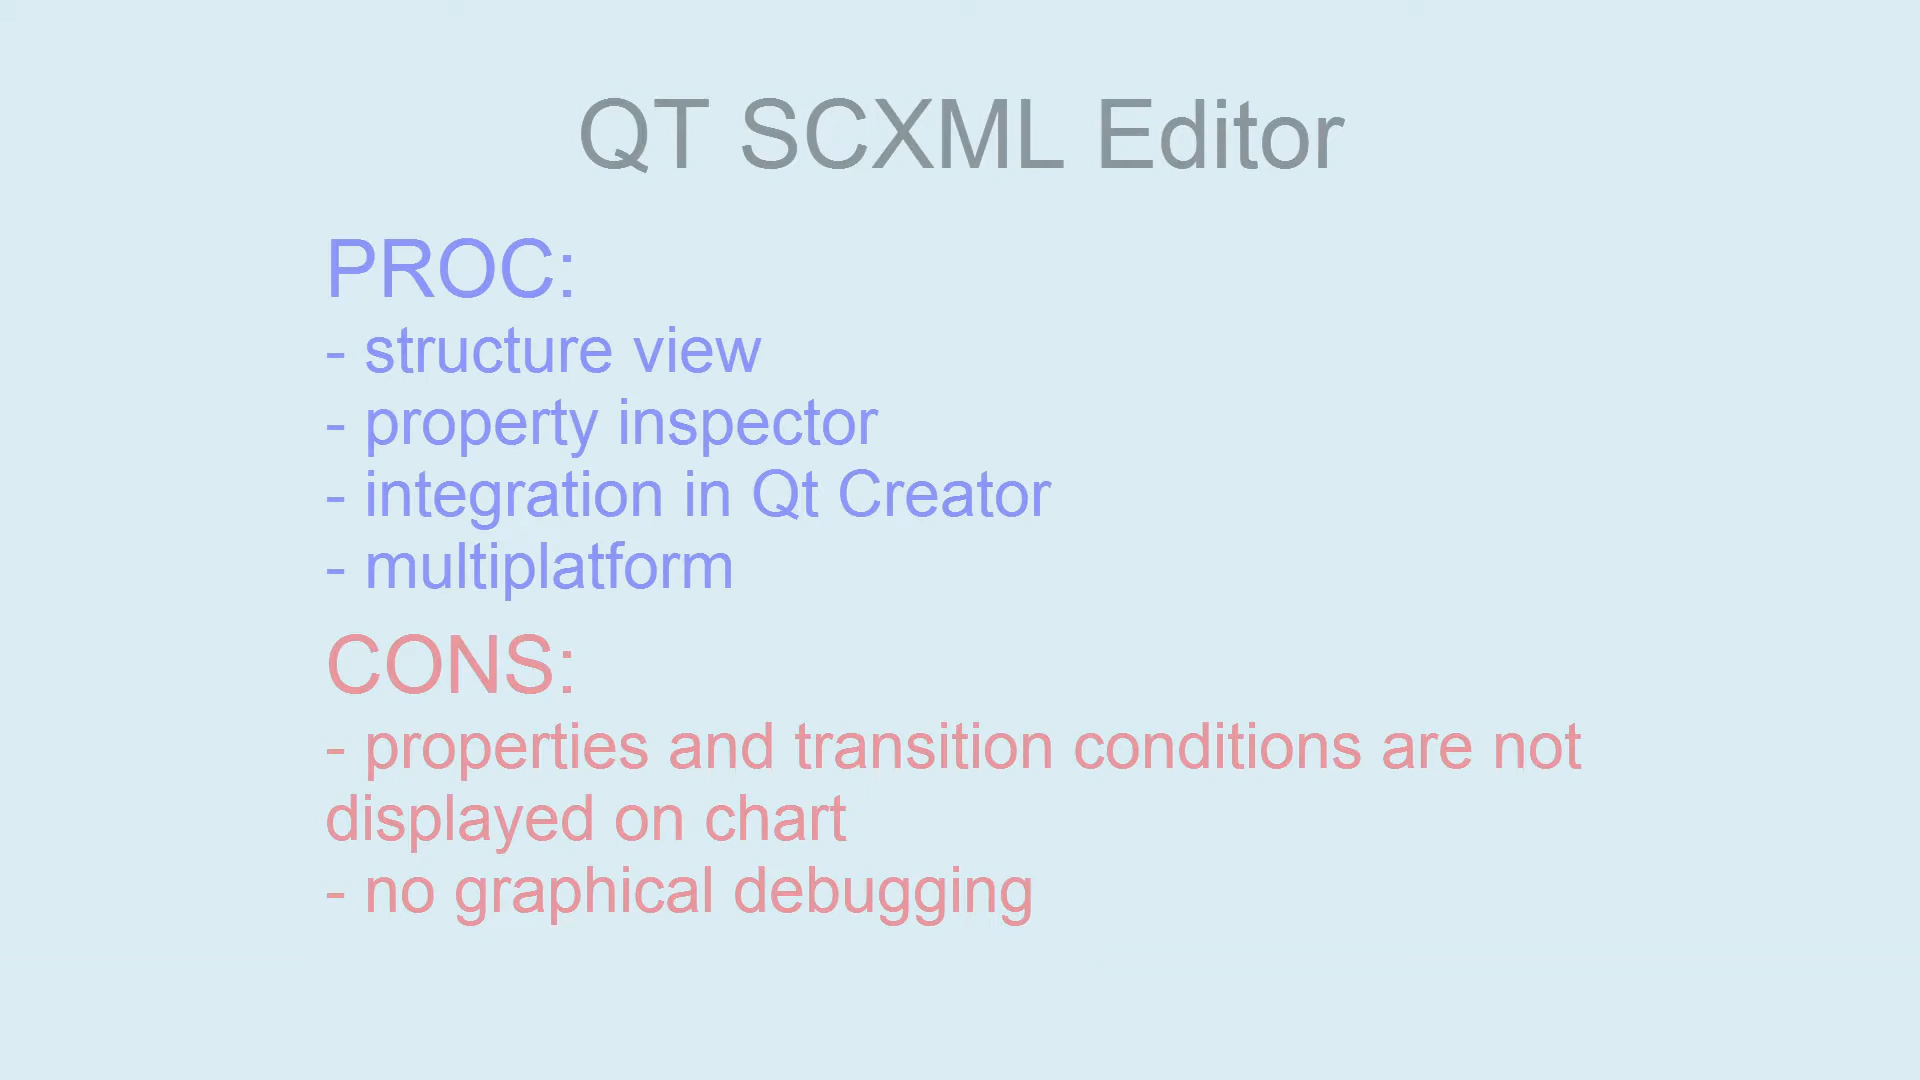 QT SCXML Editor
PROC:
- structure view
- property inspector
- integration in Qt Creator
- multiplatform
CONS:
- properties and transition conditions are not
displayed on chart
- no graphical debugging